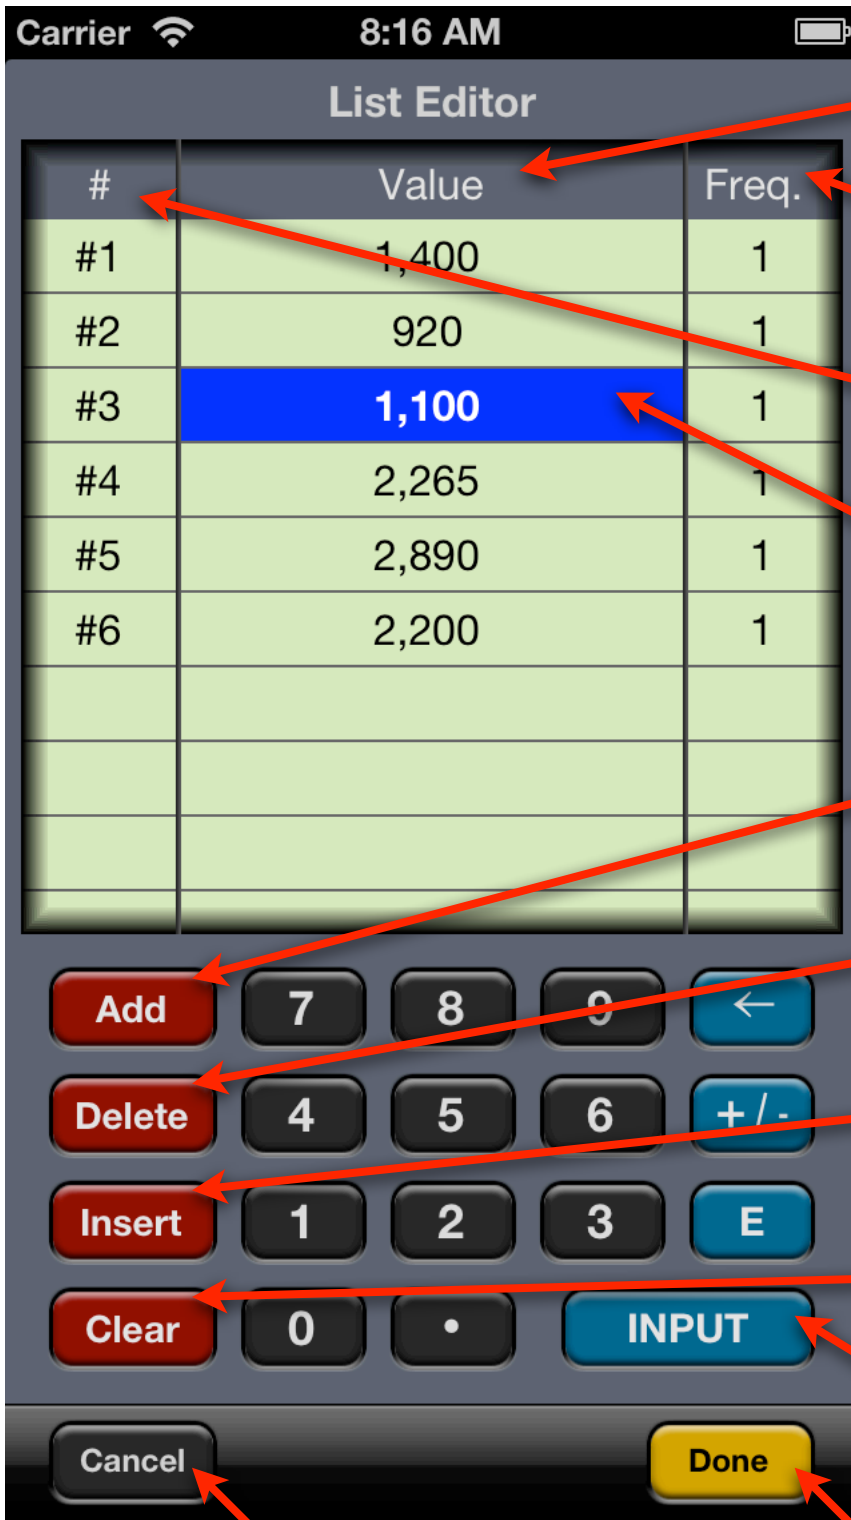 Carrier 8:16 AM
List Editor
# Value Freq.
#1 1,400 1
#2 920 1
#3 1,100 1
#4 2,265 1
#5 2,890 1
#6 2,200 1
Add 7 8 9 ←
Delete 4 5 6 +/-
Insert 1 2 3 E
Clear 0 • INPUT
Cancel Done